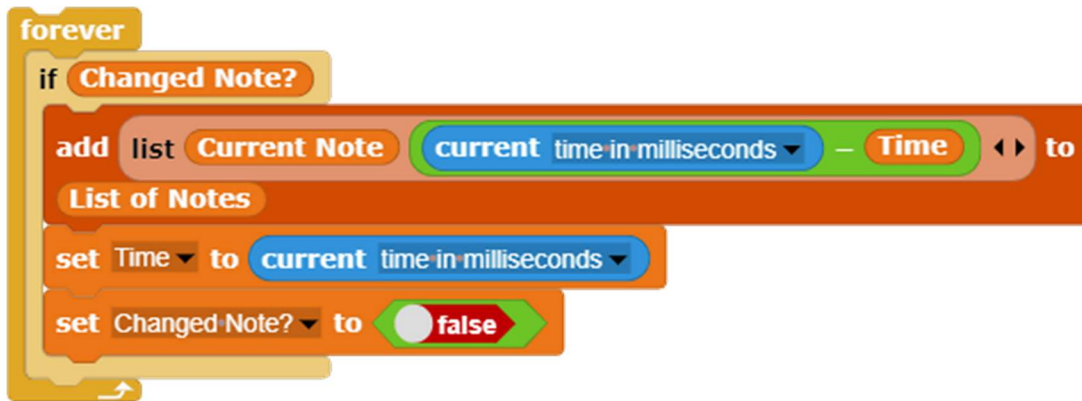 forever
if Changed Note?
add list Current Note current time in milliseconds – Time to
List of Notes
set Time to current time in milliseconds
set Changed Note? to false